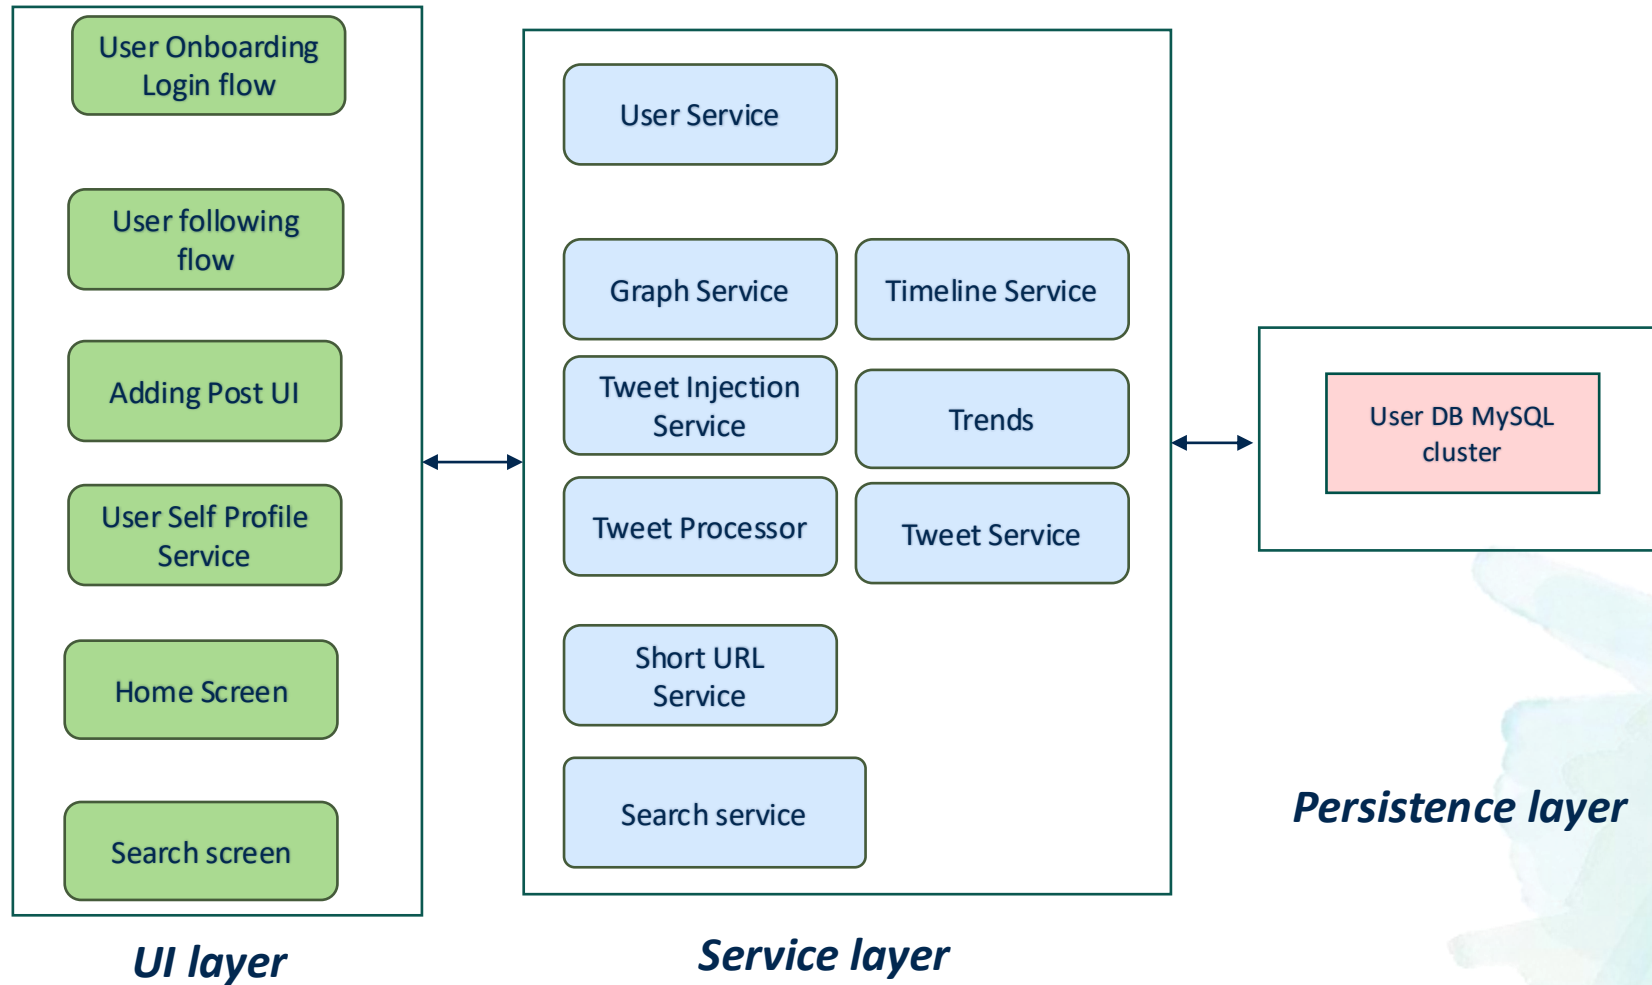 User Onboarding
Login flow
User following
flow
Adding Post UI
User Self Profile
Service
Home Screen
Search screen
UI layer
User Service
Graph Service
Timeline Service
Tweet Injection
Service
Trends
Tweet Processor
Tweet Service
Short URL
Service
Search service
Service layer
User DB MySQL
cluster
Persistence layer